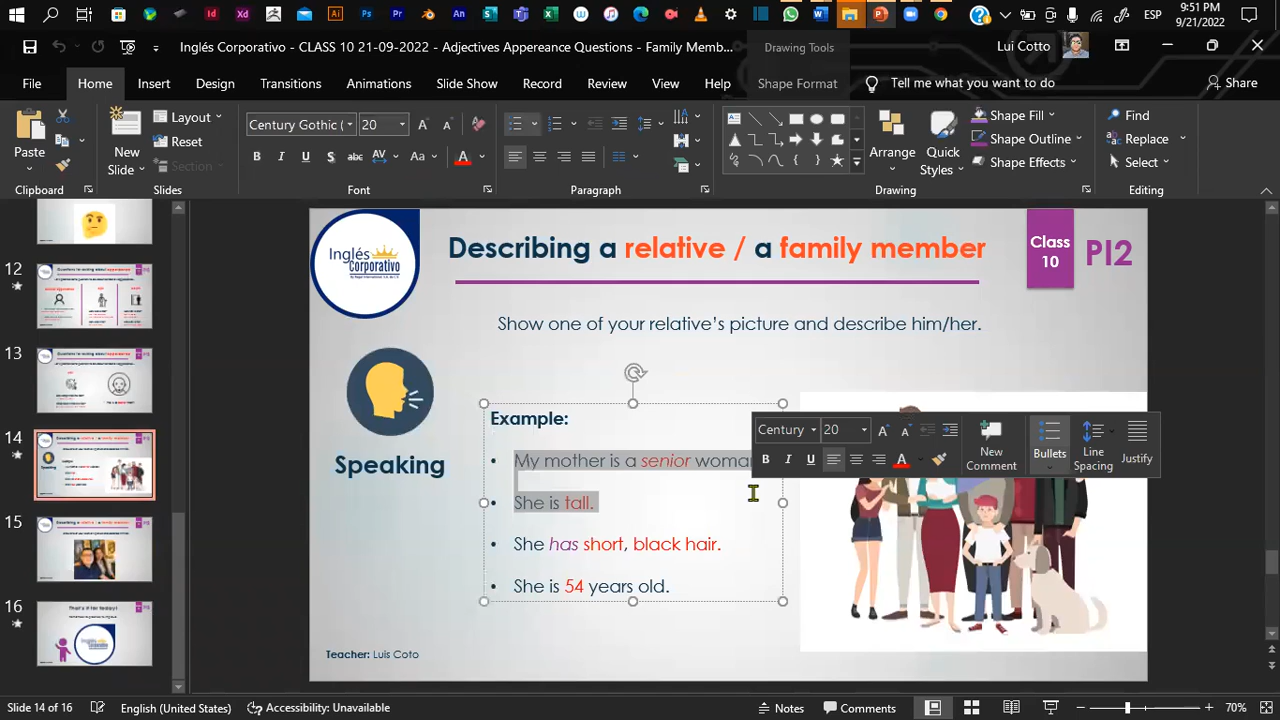 9:51 PM
ESP
9/21/2022
Inglés Corporativo - CLASS 10 21-09-2022 - Adjectives Appereance Questions - Family Memb...
Drawing Tools
Lui Cotto
File Home Insert Design Transitions Animations Slide Show Record Review View Help Shape Format Tell me what you want to do Share
Paste
New Slide
Layout
Reset
Section
Century Gothic ( 20
Arrange
Quick Styles
Shape Fill
Shape Outline
Shape Effects
Find
Replace
Select
Clipboard Slides Font Paragraph Drawing Editing
12
13
14
15
16
That's it for today!
Inglés Corporativo
Describing a relative / a family member
Class 10
PI2
Show one of your relative's picture and describe him/her.
Speaking
Example:
• My mother is a senior woman
• She is tall.
• She has short, black hair.
• She is 54 years old.
Century 20
New Comment
Bullets
Line Spacing
Justify
Teacher: Luis Coto
Slide 14 of 16 English (United States) Accessibility: Unavailable Notes Comments 70%